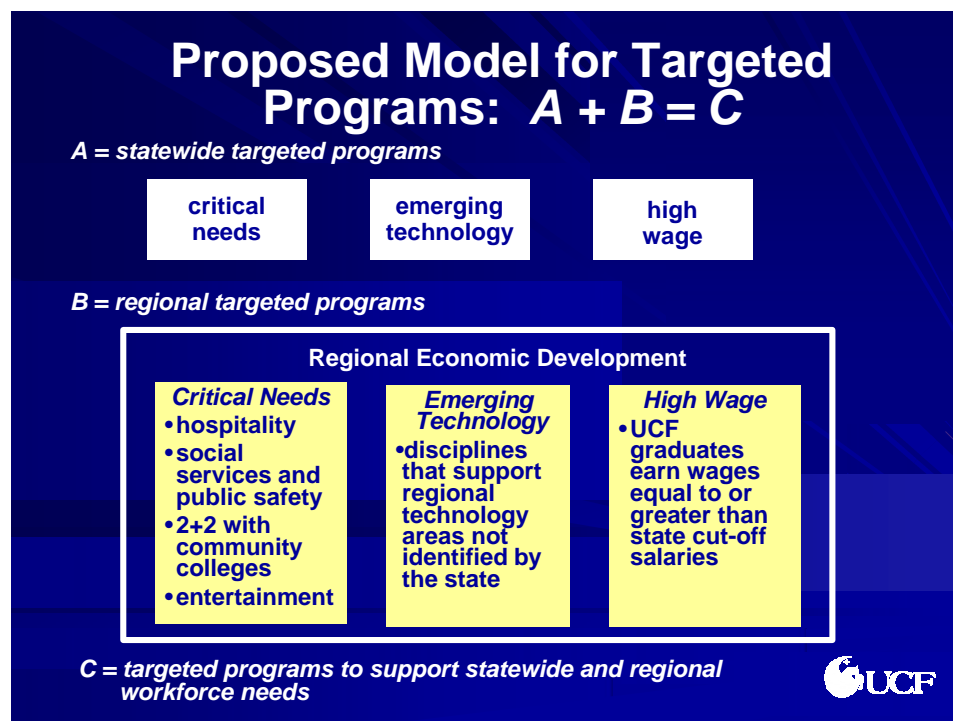 Proposed Model for Targeted
Programs: A + B = C
A = statewide targeted programs
critical
needs
emerging
technology
high
wage
B = regional targeted programs
Regional Economic Development
Critical Needs
•hospitality
•social
services and
public safety
•2+2 with
community
colleges
•entertainment
Emerging
Technology
•disciplines
that support
regional
technology
areas not
identified by
the state
High Wage
•UCF
graduates
earn wages
equal to or
greater than
state cut-off
salaries
C = targeted programs to support statewide and regional
workforce needs
UCF